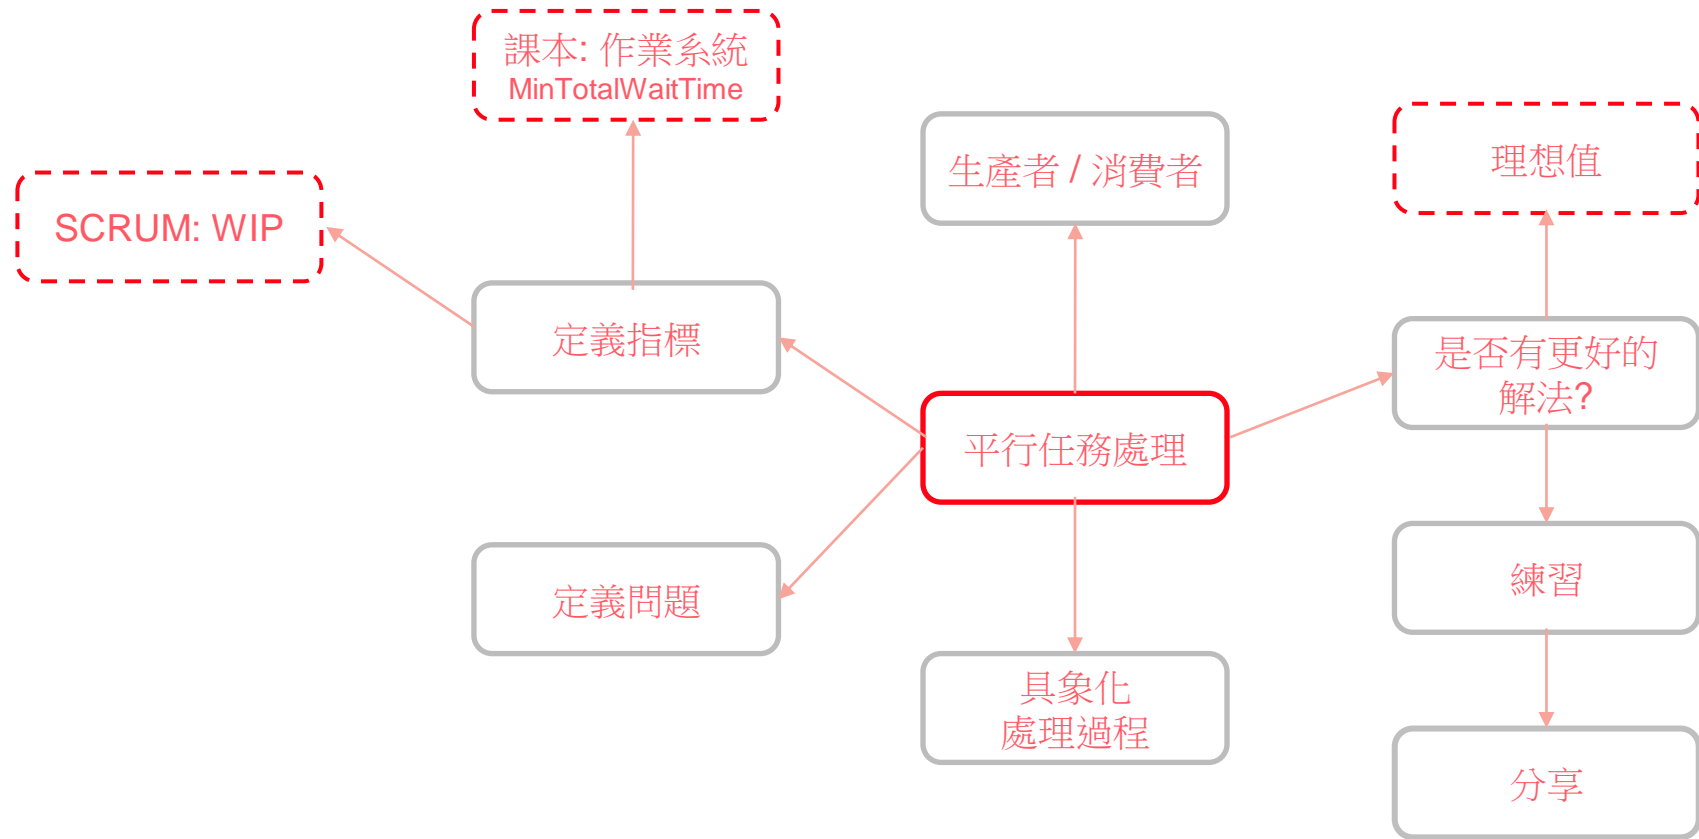 課本: 作業系統
MinTotalWaitTime
生產者 / 消費者
理想值
SCRUM: WIP
定義指標
是否有更好的
解法?
平行任務處理
定義問題
練習
具象化
處理過程
分享